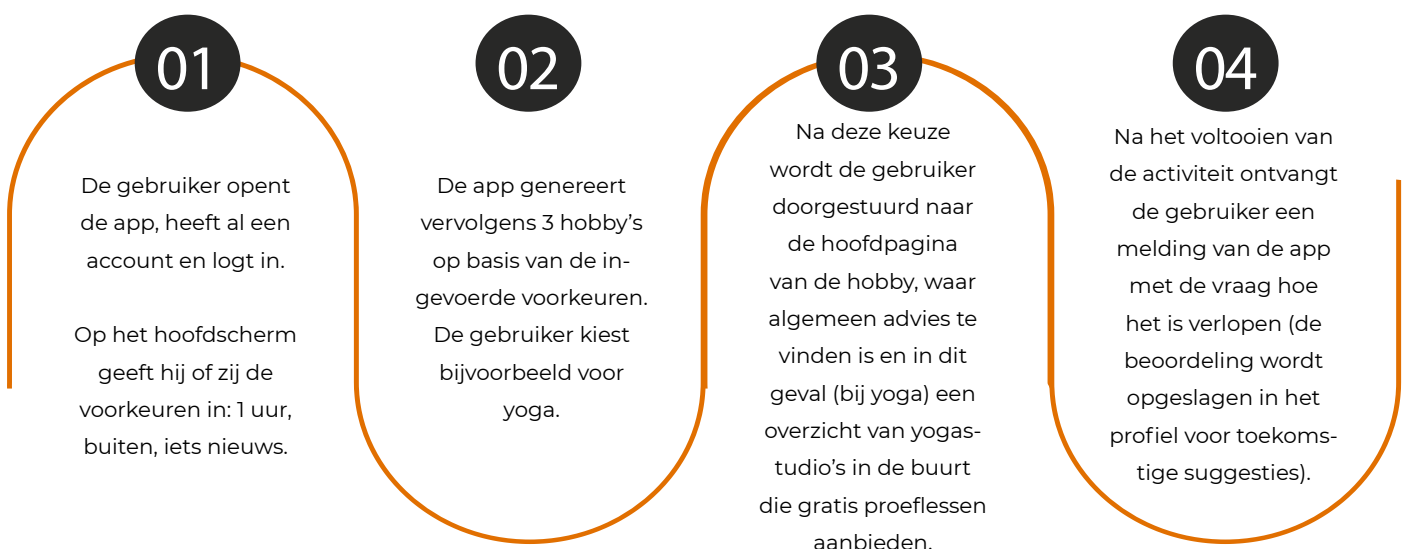 01
De gebruiker opent
de app, heeft al een
account en logt in.
Op het hoofdscherm
geeft hij of zij de
voorkeuren in: 1 uur,
buiten, iets nieuws.
02
De app genereert
vervolgens 3 hobby’s
op basis van de in-
gevoerde voorkeuren.
De gebruiker kiest
bijvoorbeeld voor
yoga.
03
Na deze keuze
wordt de gebruiker
doorgestuurd naar
de hoofdpagina
van de hobby, waar
algemeen advies te
vinden is en in dit
geval (bij yoga) een
overzicht van yogas-
tudio’s in de buurt
die gratis proeflessen
aanbieden.
04
Na het voltooien van
de activiteit ontvangt
de gebruiker een
melding van de app
met de vraag hoe
het is verlopen (de
beoordeling wordt
opgeslagen in het
profiel voor toekoms-
tige suggesties).